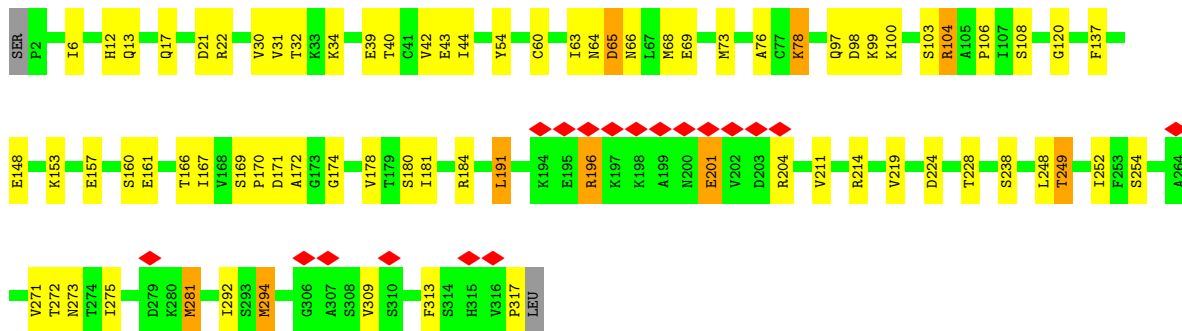 SER P2 I6 H12 Q13 Q17 D21 R22 V30 V31 T32 K33 K34 E39 T40 C41 V42 E43 I44 Y54 C60 I63 N64 D65 N66 L67 M68 E69 M73 A76 C77 K78 Q97 D98 K99 K100 S103 R104 A105 P106 I107 S108 G120 F137
E148 K153 E157 S160 E161 T166 I167 V168 S169 P170 D171 A172 G173 G174 V178 T179 S180 I181 R184 L191 K194 E195 R196 K197 K198 A199 N200 E201 V202 D203 R204 V211 R214 V219 D224 T228 S238 L248 T249 I252 F253 S254 A264
V271 T272 N273 T274 I275 D279 K280 M281 I292 S293 M294 G306 A307 S308 V309 S310 F313 S314 H315 V316 P317 LEU